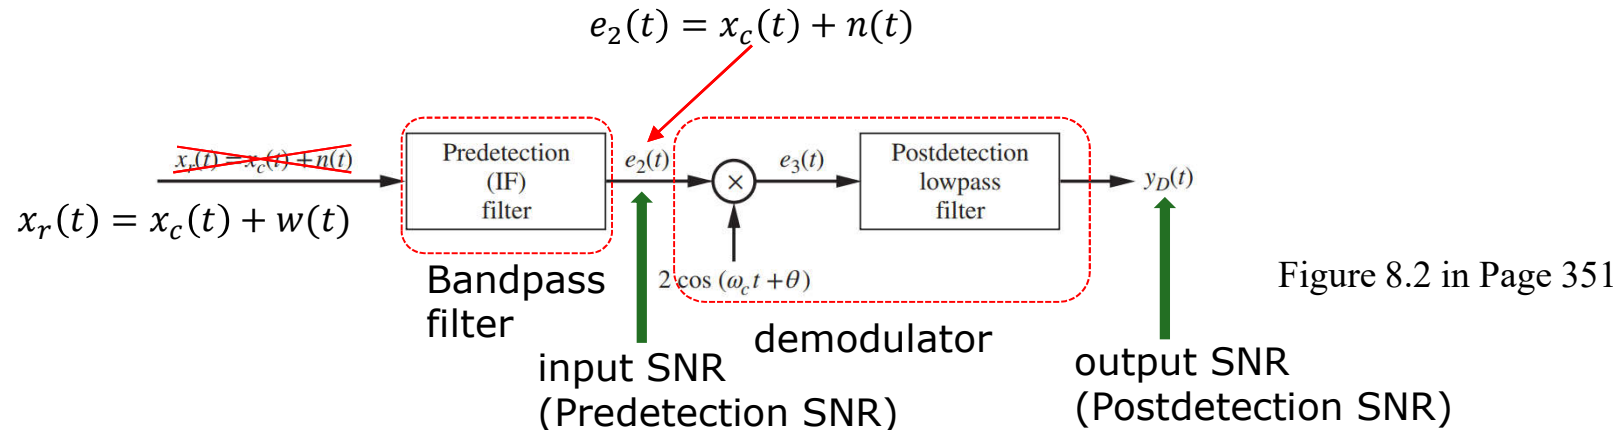 e₂(t) = x_c(t) + n(t)
x_r(t) = x_c(t) + n(t)
x_r(t) = x_c(t) + w(t)
Predetection
(IF)
filter
e₂(t)
×
e₃(t)
Postdetection
lowpass
filter
y_D(t)
2 cos (ω_c t + θ)
Bandpass
filter
demodulator
input SNR
(Predetection SNR)
output SNR
(Postdetection SNR)
Figure 8.2 in Page 351